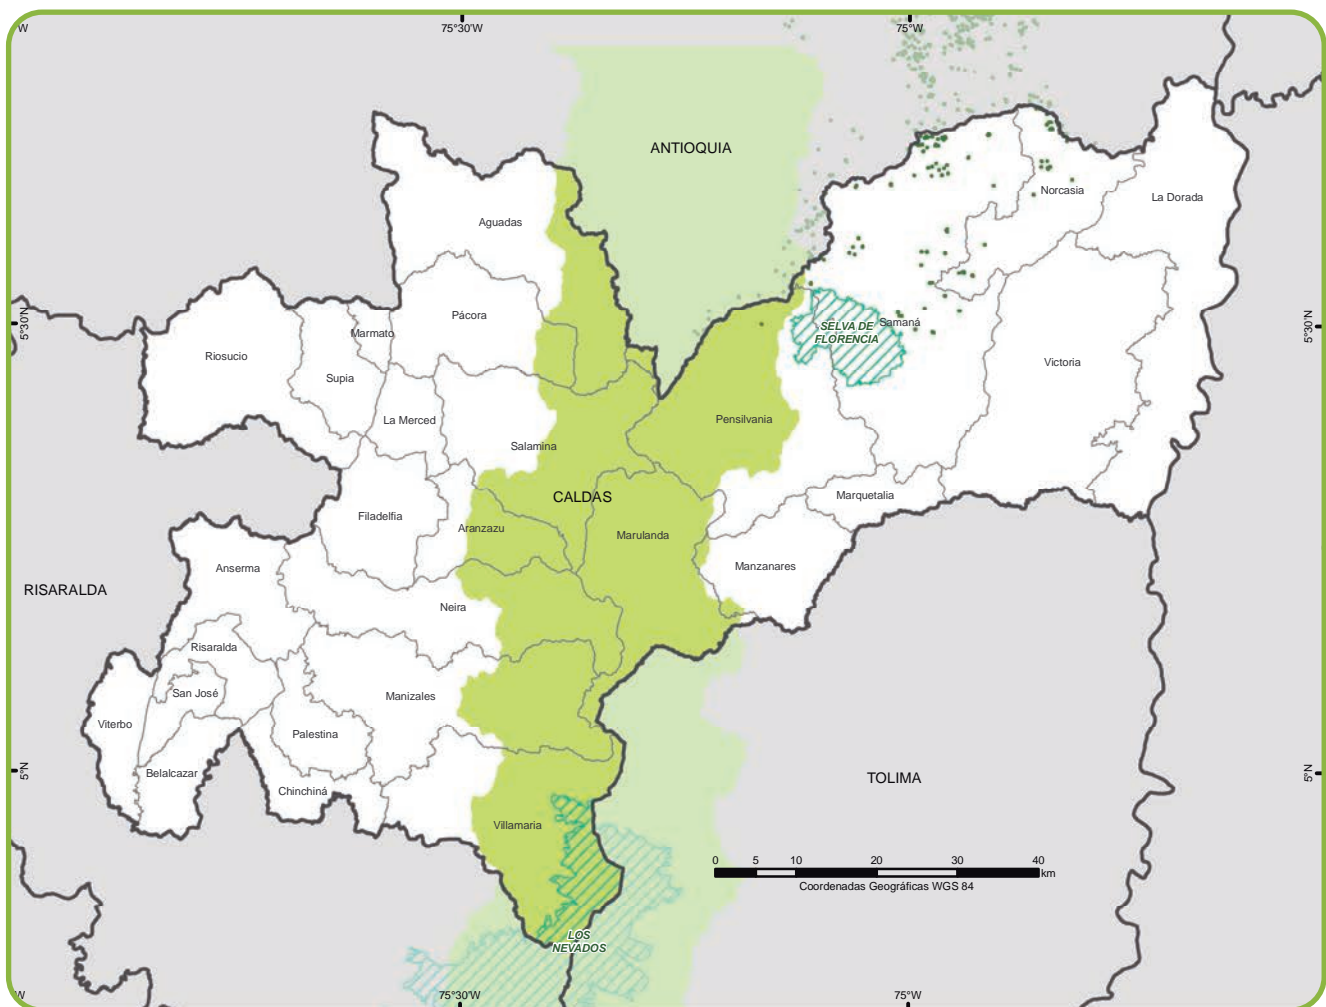 W
75°30'W
75°W
ANTIOQUIA
Norcasia
La Dorada
Aguadas
5°30'N
Pácora
Marmato
SELVA DE
FLORENCIA
Samaná
5°30'N
Riosucio
Supia
Victoria
La Merced
Pensilvania
Salamina
CALDAS
Marquetalia
Filadelfia
Aranzazu
Marulanda
Anserma
Manzanares
RISARALDA
Neira
Risaralda
San José
Manizales
Viterbo
Palestina
Belalcazar
5°N
5°N
TOLIMA
Chinchiná
Villamaria
0 5 10 20 30 40
km
Coordenadas Geográficas WGS 84
LOS
NEVADOS
W
75°30'W
75°W